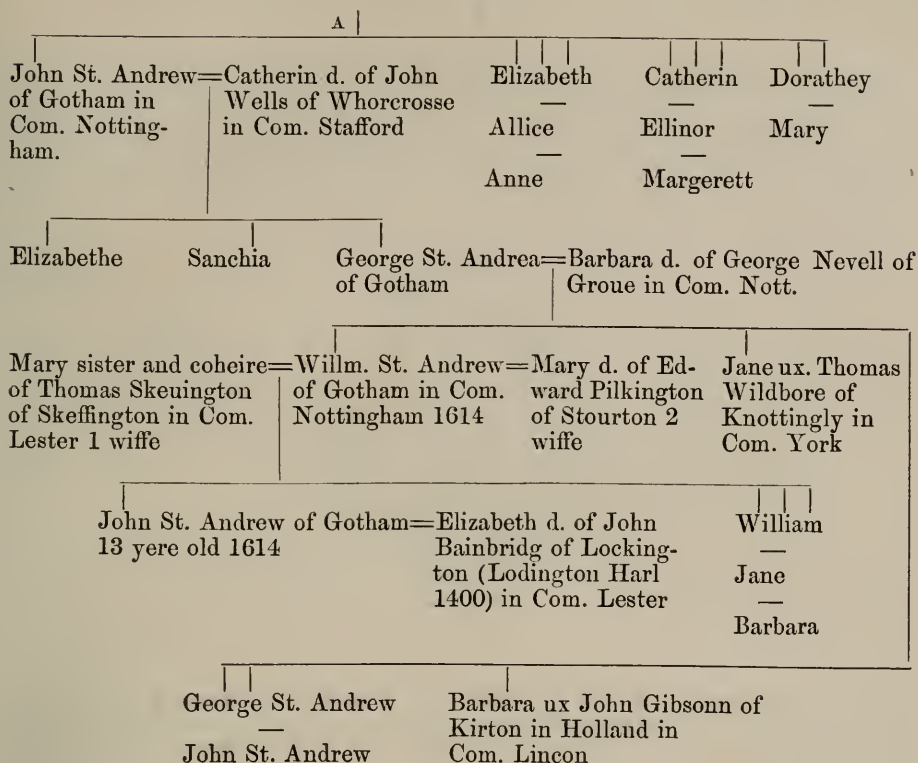 A
John St. Andrew=Catherin d. of John
of Gotham in
Com. Notting-
ham.
Wells of Whorcrosse
in Com. Stafford
Elizabeth
—
Allice
—
Anne
Catherin
—
Ellinor
—
Margerett
Dorathey
—
Mary
Elizabethe
Sanchia
George St. Andrea=Barbara d. of George Nevell of
of Gotham
Groue in Com. Nott.
Mary sister and coheire=Willm. St. Andrew=Mary d. of Ed-
of Thomas Skeuington
of Skeffington in Com.
Lester 1 wiffe
of Gotham in Com.
Nottingham 1614
ward Pilkington
of Stourton 2
wiffe
Jane ux. Thomas
Wildbore of
Knottingly in
Com. York
John St. Andrew of Gotham=Elizabeth d. of John
13 yere old 1614
Bainbridg of Locking-
ton (Lodington Harl
1400) in Com. Lester
William
—
Jane
—
Barbara
George St. Andrew
—
John St. Andrew
Barbara ux John Gibsonn of
Kirton in Holland in
Com. Lincon